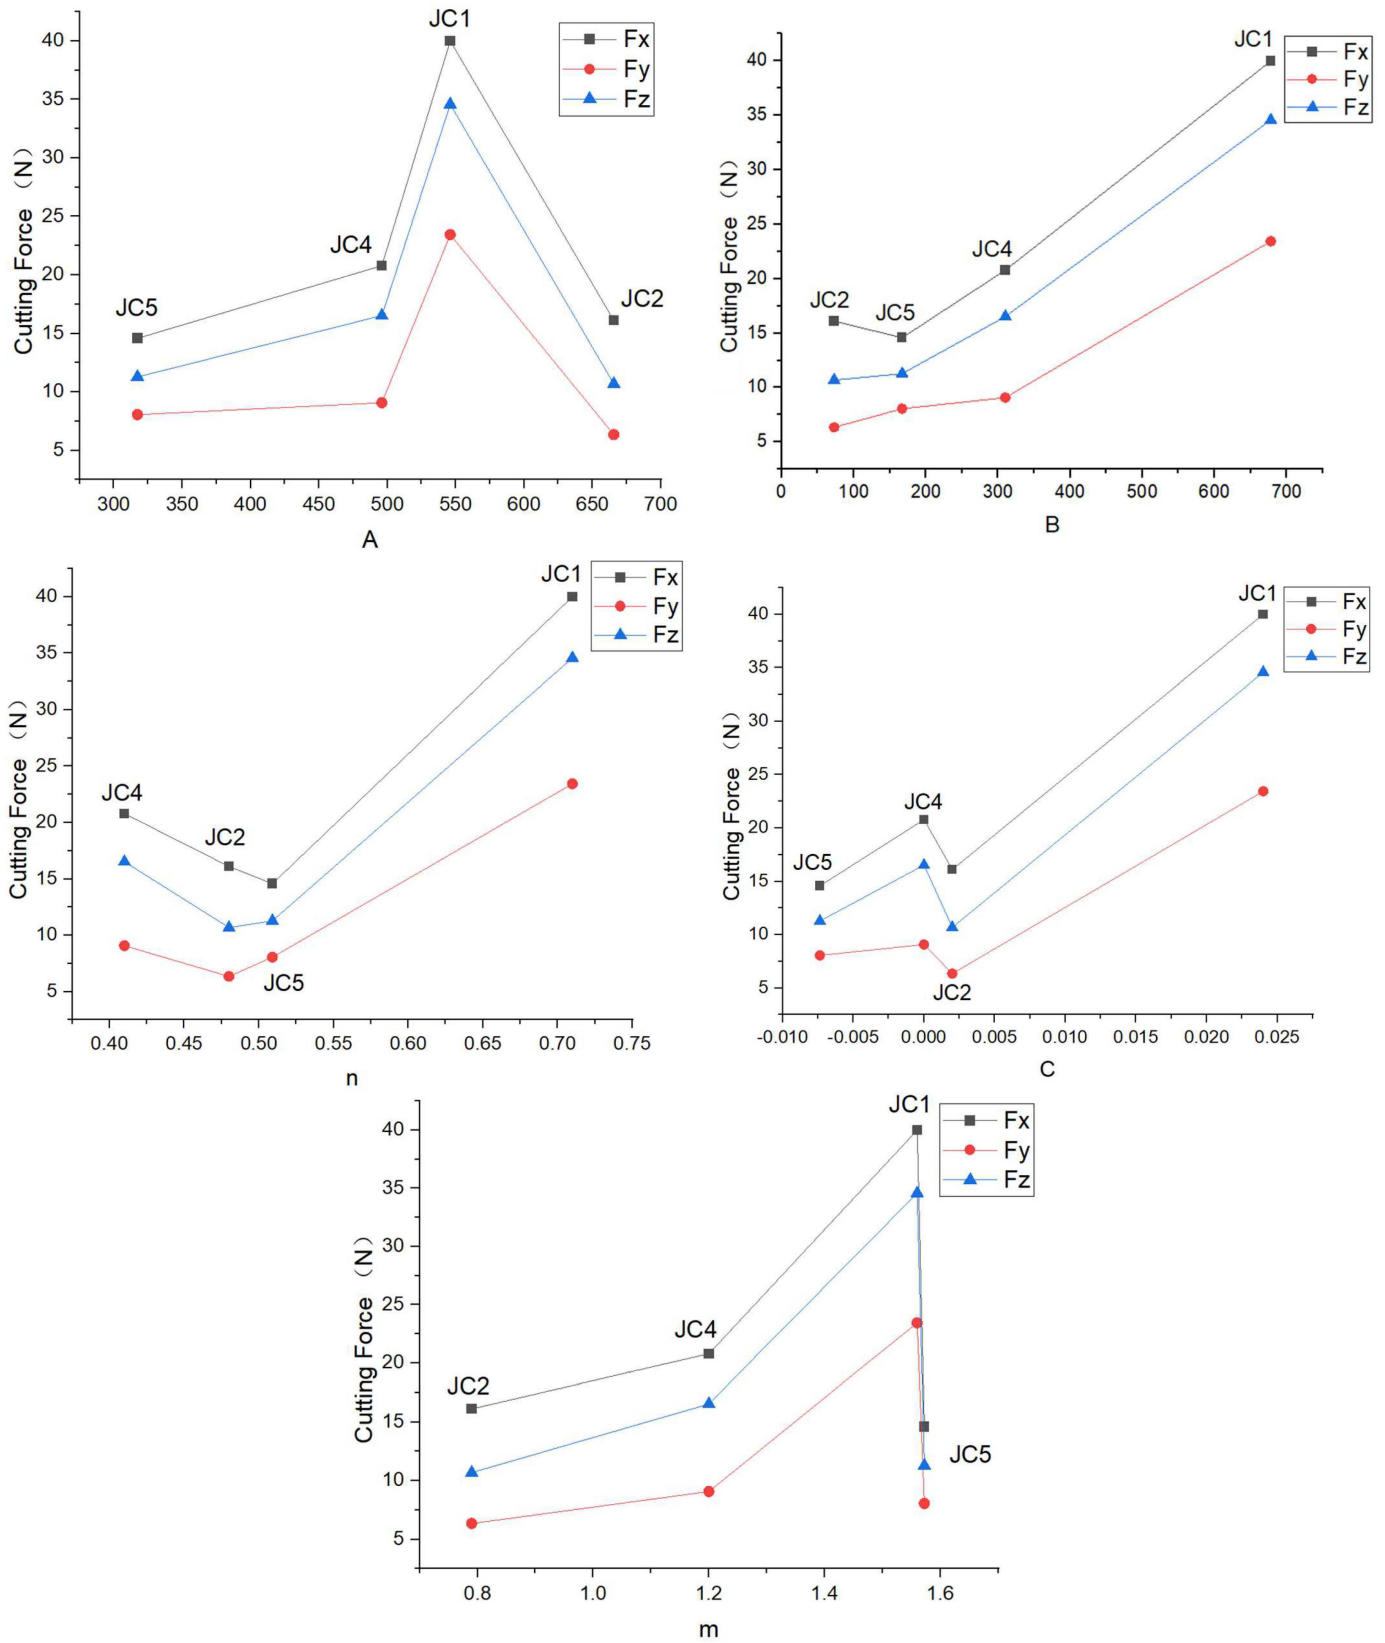 JC1
Fx
Fy
Fz
JC4
JC5
JC2
40
35
30
25
20
15
10
5
Cutting Force（N）
300 350 400 450 500 550 600 650 700
A
JC1
Fx
Fy
Fz
JC4
JC2
JC5
40
35
30
25
20
15
10
5
Cutting Force（N）
0 100 200 300 400 500 600 700
B
JC1
Fx
Fy
Fz
JC4
JC2
JC5
40
35
30
25
20
15
10
5
Cutting Force（N）
0.40 0.45 0.50 0.55 0.60 0.65 0.70 0.75
n
JC1
Fx
Fy
Fz
JC4
JC5
JC2
40
35
30
25
20
15
10
5
Cutting Force（N）
-0.010 -0.005 0.000 0.005 0.010 0.015 0.020 0.025
C
JC1
Fx
Fy
Fz
JC4
JC2
JC5
40
35
30
25
20
15
10
5
Cutting Force（N）
0.8 1.0 1.2 1.4 1.6
m